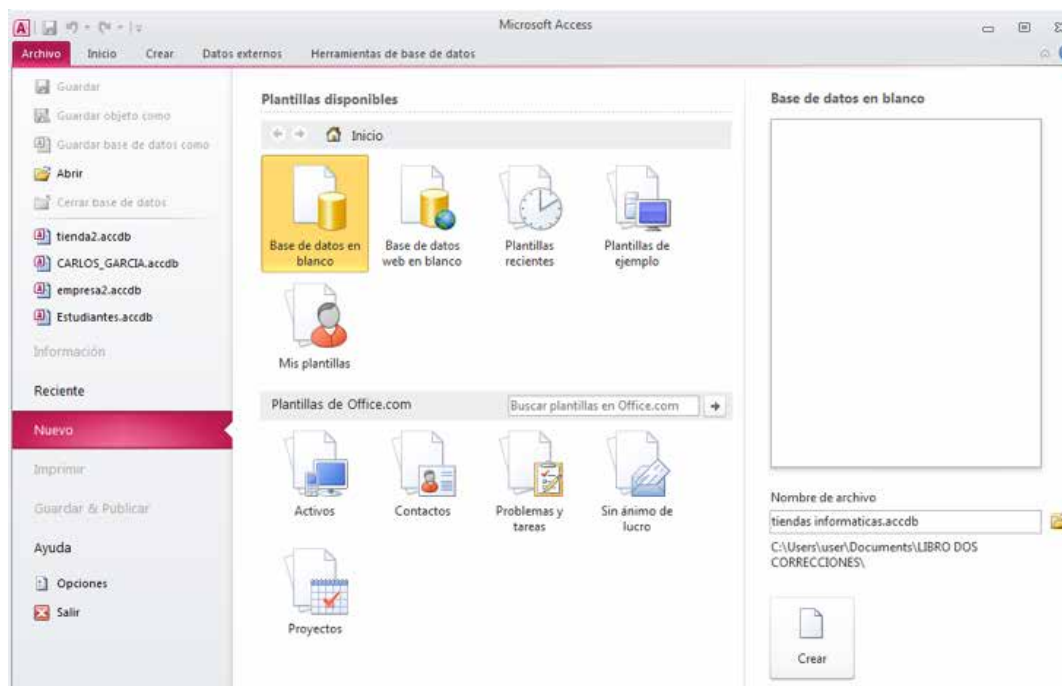 Microsoft Access
Archivo Inicio Crear Datos externos Herramientas de base de datos
Guardar
Guardar objeto como
Guardar base de datos como
Abrir
Cerrar base de datos
tienda2.accdb
CARLOS_GARCIA.accdb
empresa2.accdb
Estudiantes.accdb
Información
Reciente
Nuevo
Imprimir
Guardar & Publicar
Ayuda
Opciones
Salir
Plantillas disponibles
Inicio
Base de datos en
blanco
Base de datos
web en blanco
Plantillas
recientes
Plantillas de
ejemplo
Mis plantillas
Plantillas de Office.com
Buscar plantillas en Office.com
Activos
Contactos
Problemas y
tareas
Sin ánimo de
lucro
Proyectos
Base de datos en blanco
Nombre de archivo
tiendas informaticas.accdb
C:\Users\user\Documents\LIBRO DOS
CORRECCIONES\
Crear